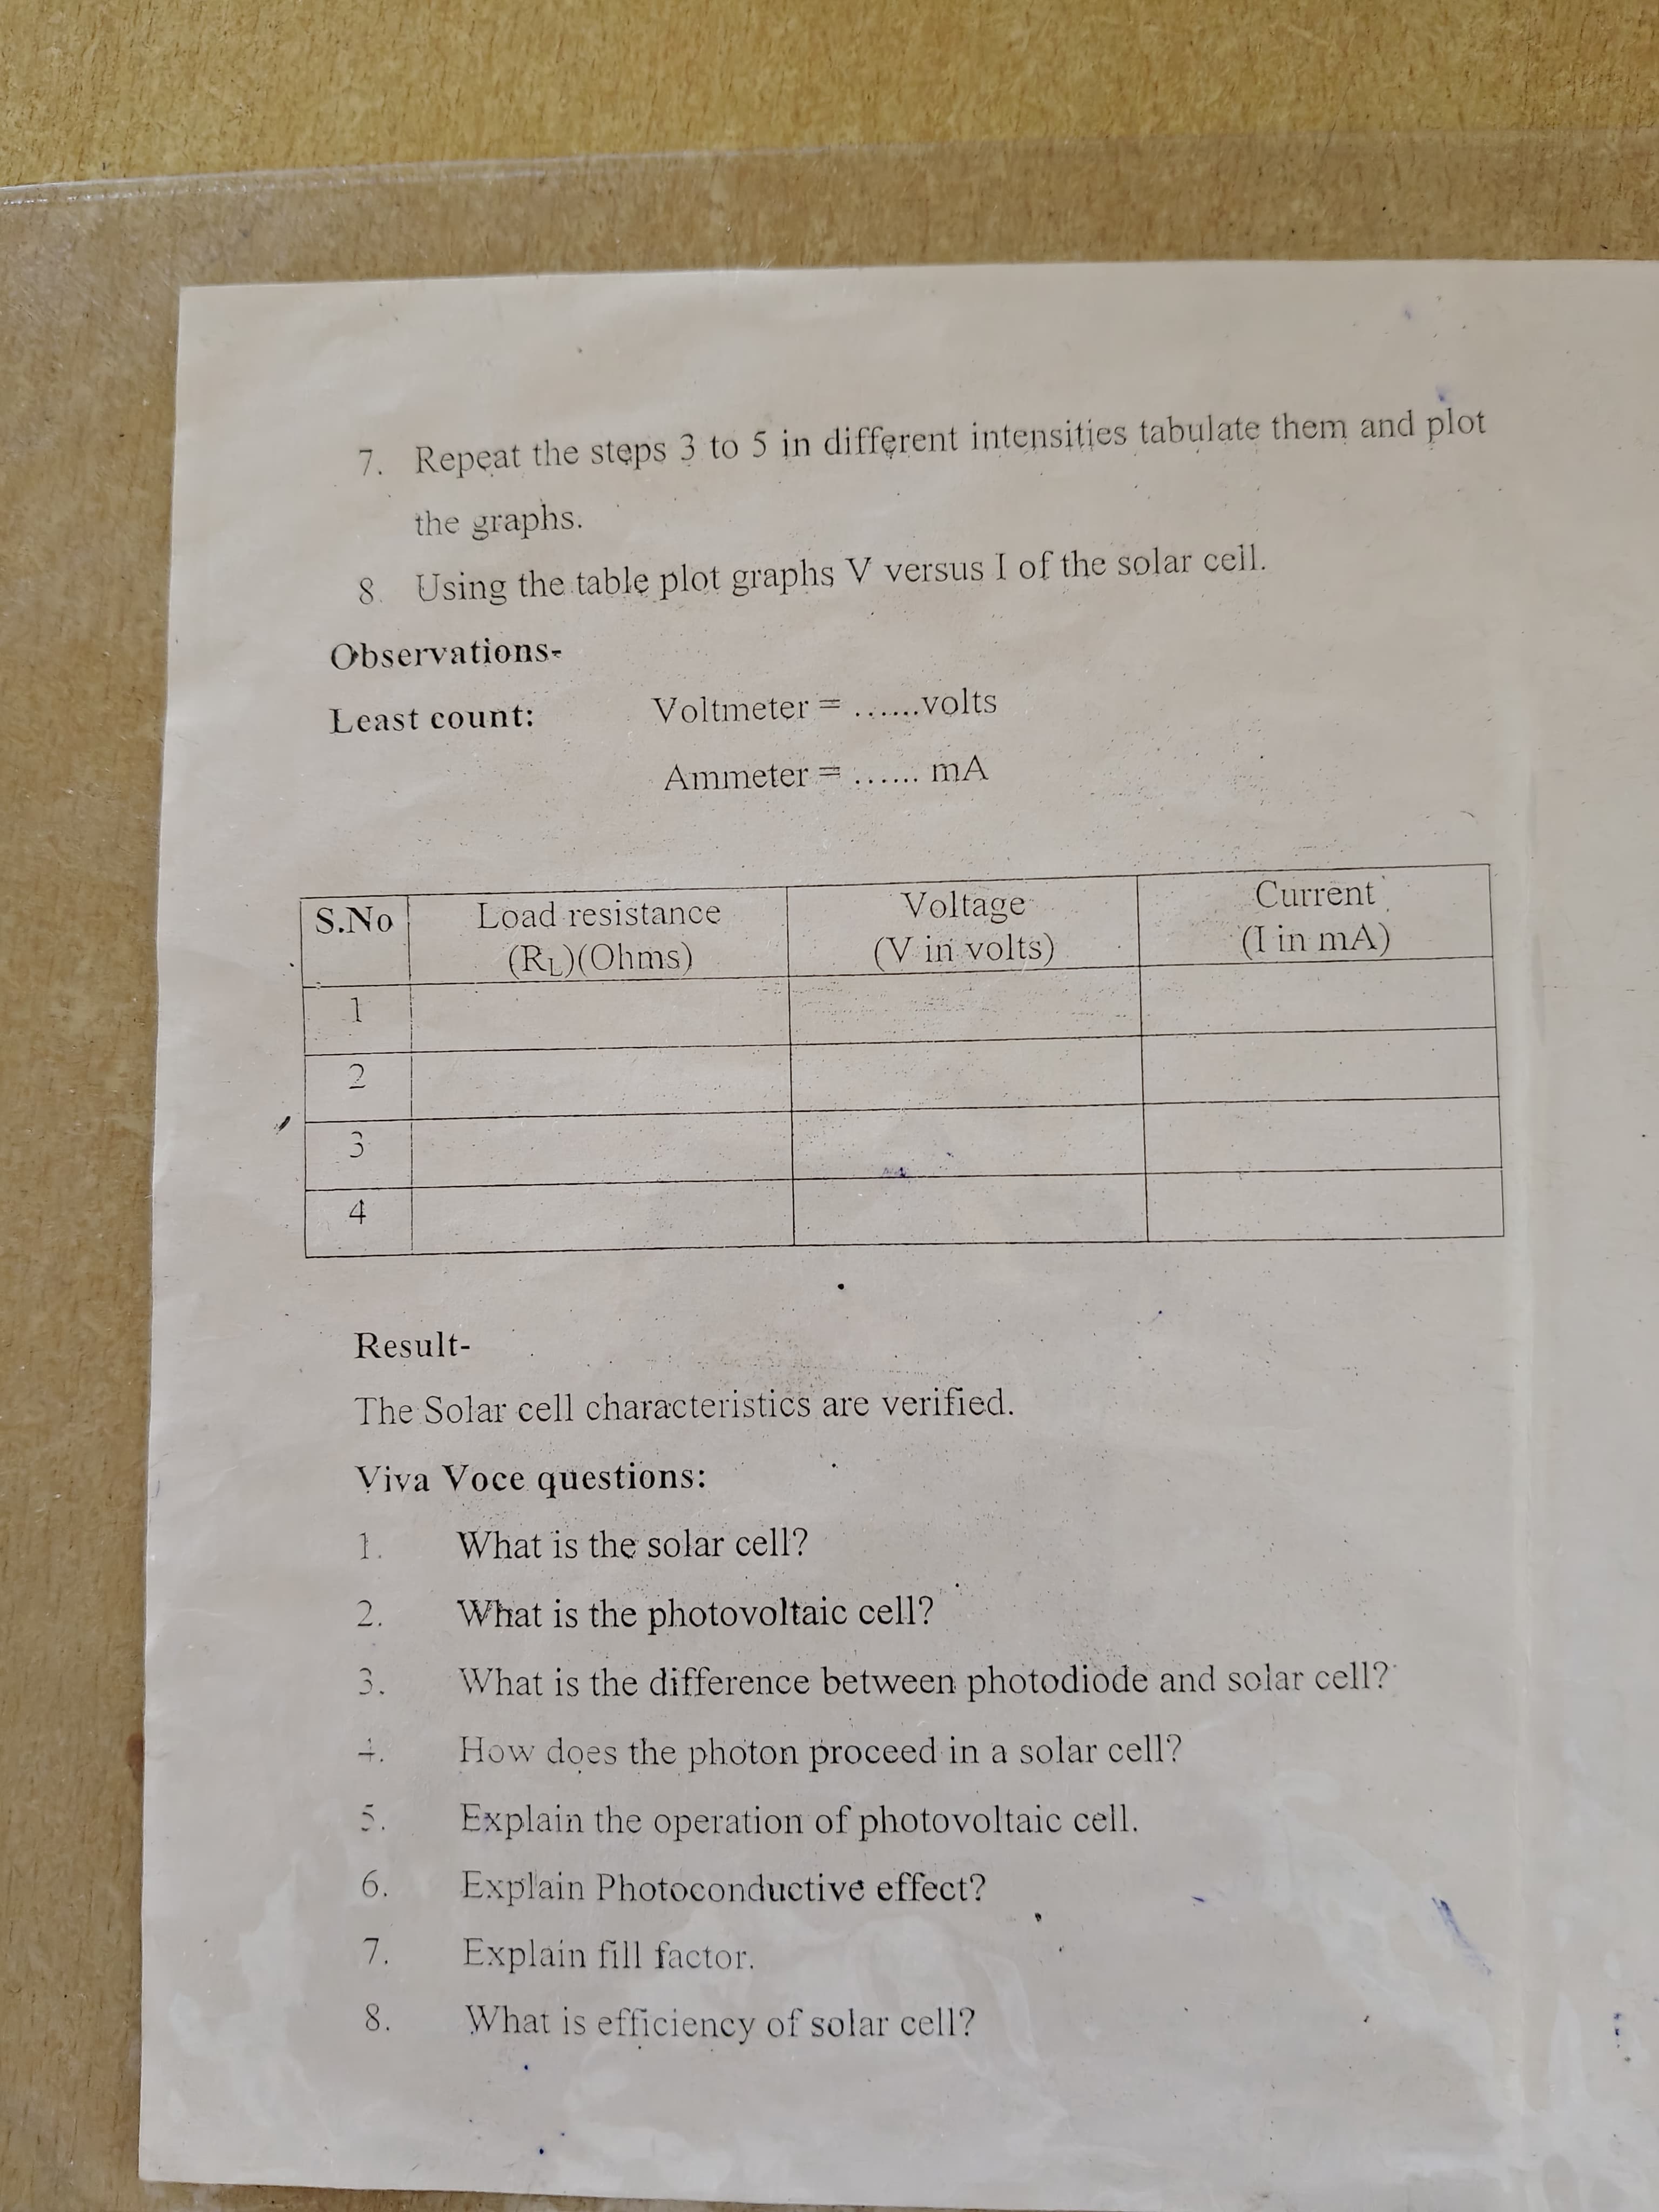 7. Repeat the steps 3 to 5 in different intensities tabulate them and plot
the graphs.
8. Using the table plot graphs V versus I of the solar cell.
Observations-
Least count: Voltmeter = ......volts
Ammeter = ...... mA
S.No Load resistance (RL)(Ohms) Voltage (V in volts) Current (I in mA)
1
2
3
4
Result-
The Solar cell characteristics are verified.
Viva Voce questions:
1. What is the solar cell?
2. What is the photovoltaic cell?
3. What is the difference between photodiode and solar cell?
4. How does the photon proceed in a solar cell?
5. Explain the operation of photovoltaic cell.
6. Explain Photoconductive effect?
7. Explain fill factor.
8. What is efficiency of solar cell?